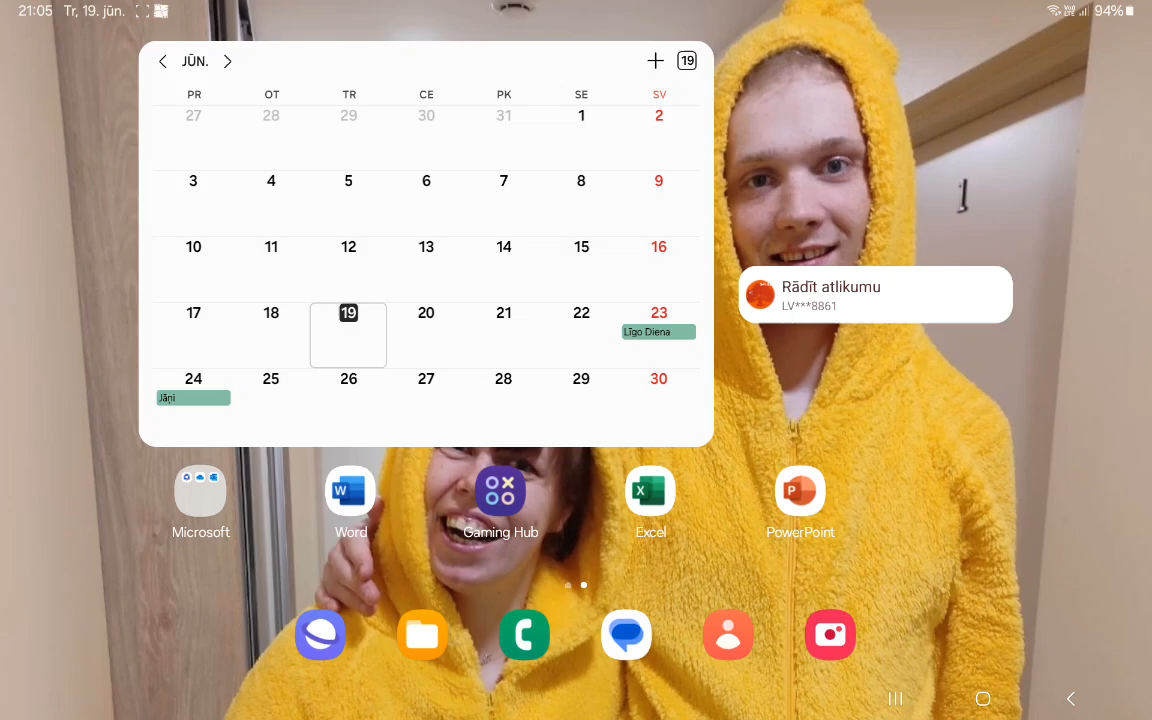 21:05 Tr, 19. jūn.
94%
JŪN.
19
PR OT TR CE PK SE SV
27 28 29 30 31 1 2
3 4 5 6 7 8 9
10 11 12 13 14 15 16
17 18 19 20 21 22 23
Līgo Diena
24 25 26 27 28 29 30
Jāņi
Rādīt atlikumu
LV***8861
Microsoft Word Gaming Hub Excel PowerPoint